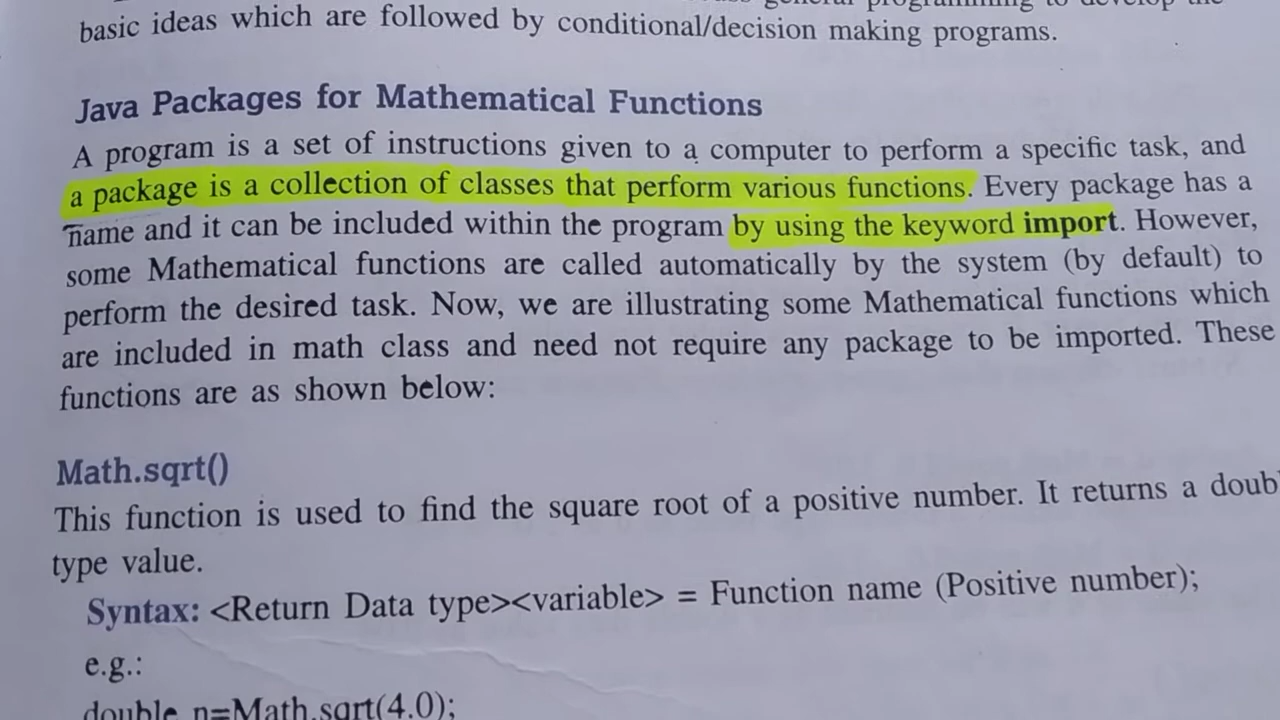 general programming to develop the
basic ideas which are followed by conditional/decision making programs.
Java Packages for Mathematical Functions
A program is a set of instructions given to a computer to perform a specific task, and
a package is a collection of classes that perform various functions. Every package has a
name and it can be included within the program by using the keyword import. However,
some Mathematical functions are called automatically by the system (by default) to
perform the desired task. Now, we are illustrating some Mathematical functions which
are included in math class and need not require any package to be imported. These
functions are as shown below:
Math.sqrt()
This function is used to find the square root of a positive number. It returns a doub
type value.
Syntax: <Return Data type><variable> = Function name (Positive number);
e.g.:
double n=Math.sqrt(4.0);